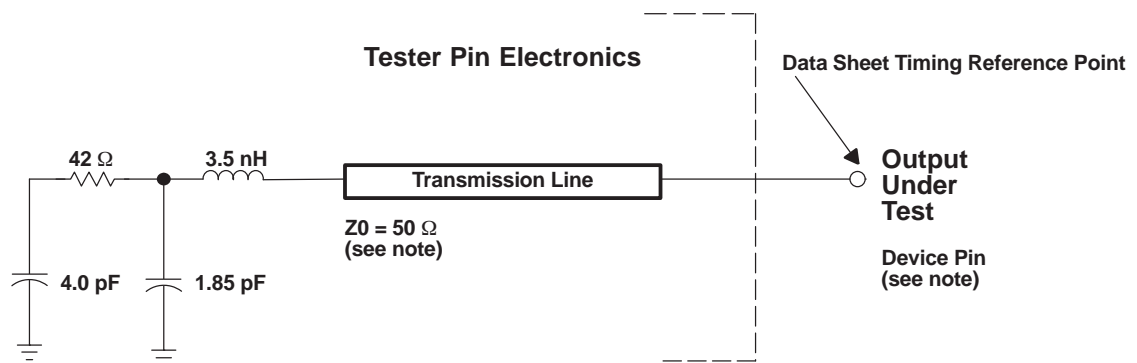 Tester Pin Electronics
Data Sheet Timing Reference Point
42 Ω
3.5 nH
Transmission Line
Output
Under
Test
Z0 = 50 Ω
(see note)
Device Pin
(see note)
4.0 pF
1.85 pF